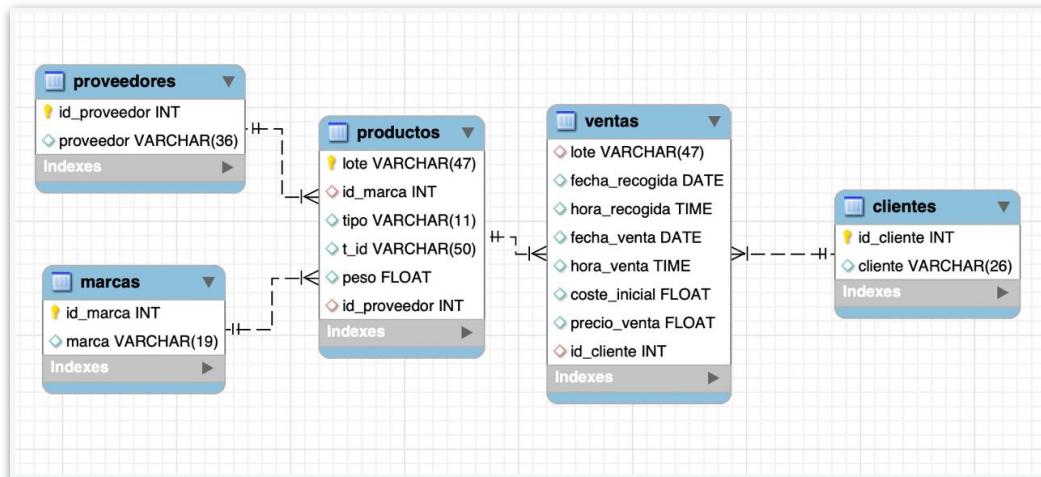 proveedores
id_proveedor INT
proveedor VARCHAR(36)
Indexes
marcas
id_marca INT
marca VARCHAR(19)
Indexes
productos
lote VARCHAR(47)
id_marca INT
tipo VARCHAR(11)
t_id VARCHAR(50)
peso FLOAT
id_proveedor INT
Indexes
ventas
lote VARCHAR(47)
fecha_recogida DATE
hora_recogida TIME
fecha_venta DATE
hora_venta TIME
coste_inicial FLOAT
precio_venta FLOAT
id_cliente INT
Indexes
clientes
id_cliente INT
cliente VARCHAR(26)
Indexes